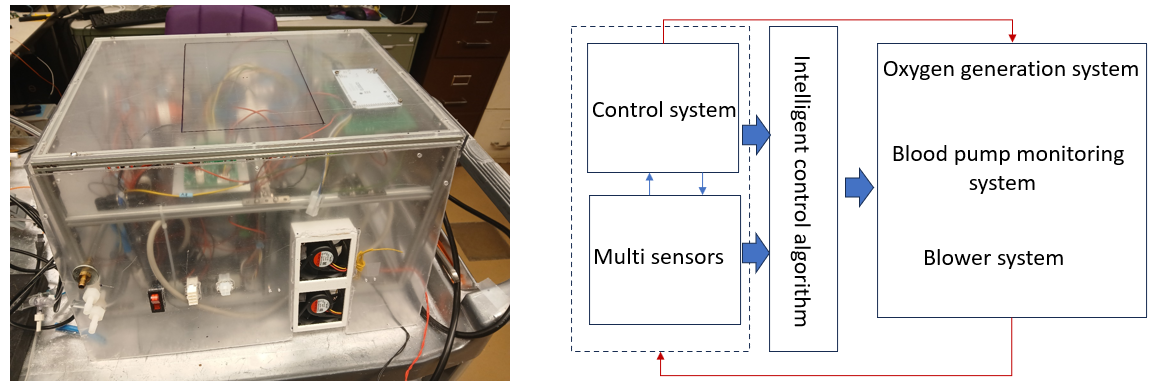 Control system
Multi sensors
Intelligent control algorithm
Oxygen generation system
Blood pump monitoring
system
Blower system